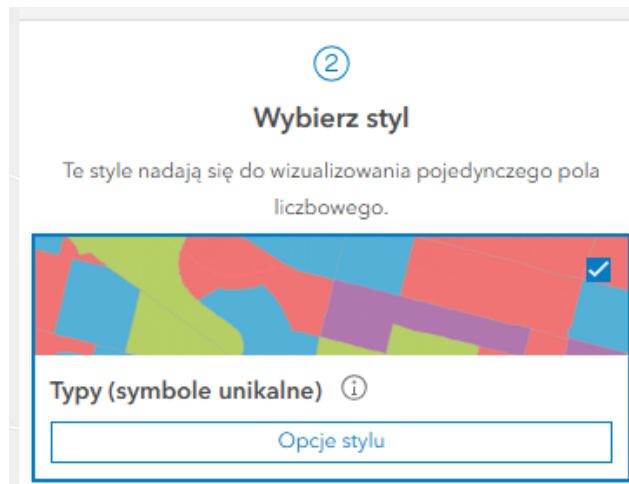 2
Wybierz styl
Te style nadają się do wizualizowania pojedynczego pola
liczbowego.
Typy (symbole unikalne)
Opcje stylu